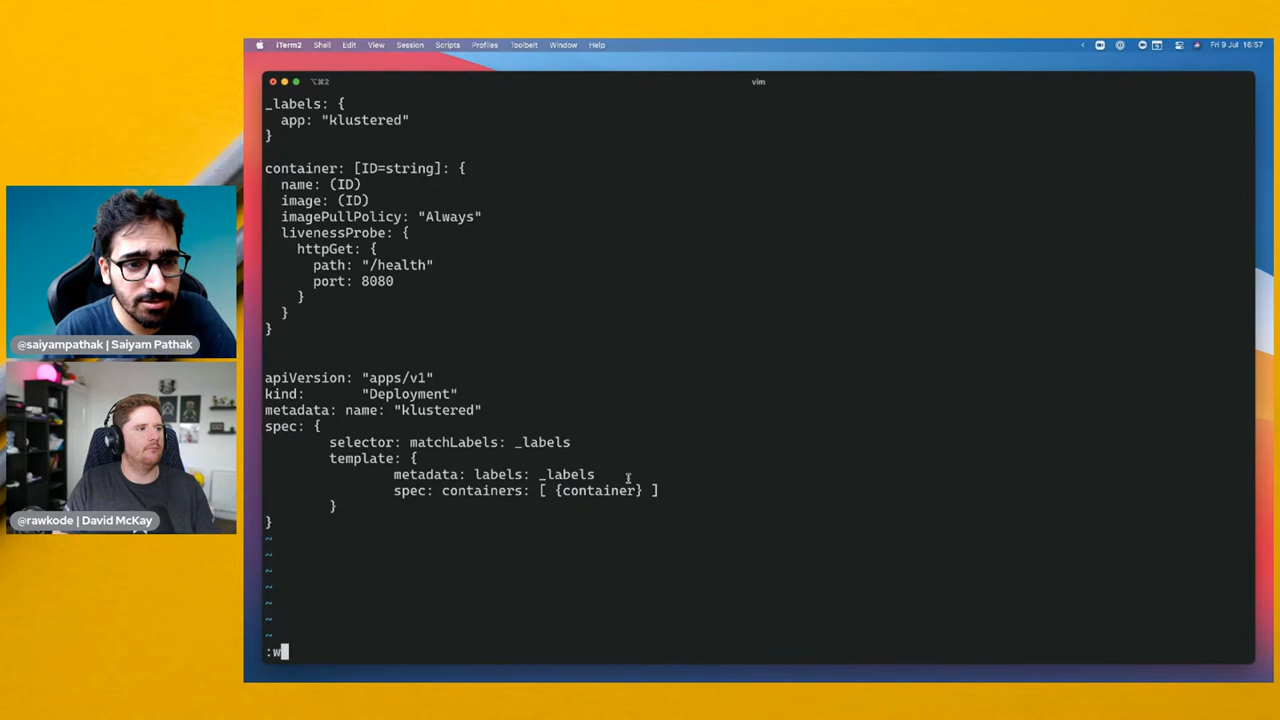 iTerm2 Shell Edit View Session Scripts Profiles Toolbelt Window Help
Fri 9 Jul 16:57
⌥⌘2
vim
_labels: {
  app: "klustered"
}
container: [ID=string]: {
  name: (ID)
  image: (ID)
  imagePullPolicy: "Always"
  livenessProbe: {
    httpGet: {
      path: "/health"
      port: 8080
    }
  }
}
apiVersion: "apps/v1"
kind:       "Deployment"
metadata: name: "klustered"
spec: {
        selector: matchLabels: _labels
        template: {
                metadata: labels: _labels
                spec: containers: [ {container} ]
        }
}
~
~
~
~
~
~
~
:w
@saiyampathak | Saiyam Pathak
@rawkode | David McKay